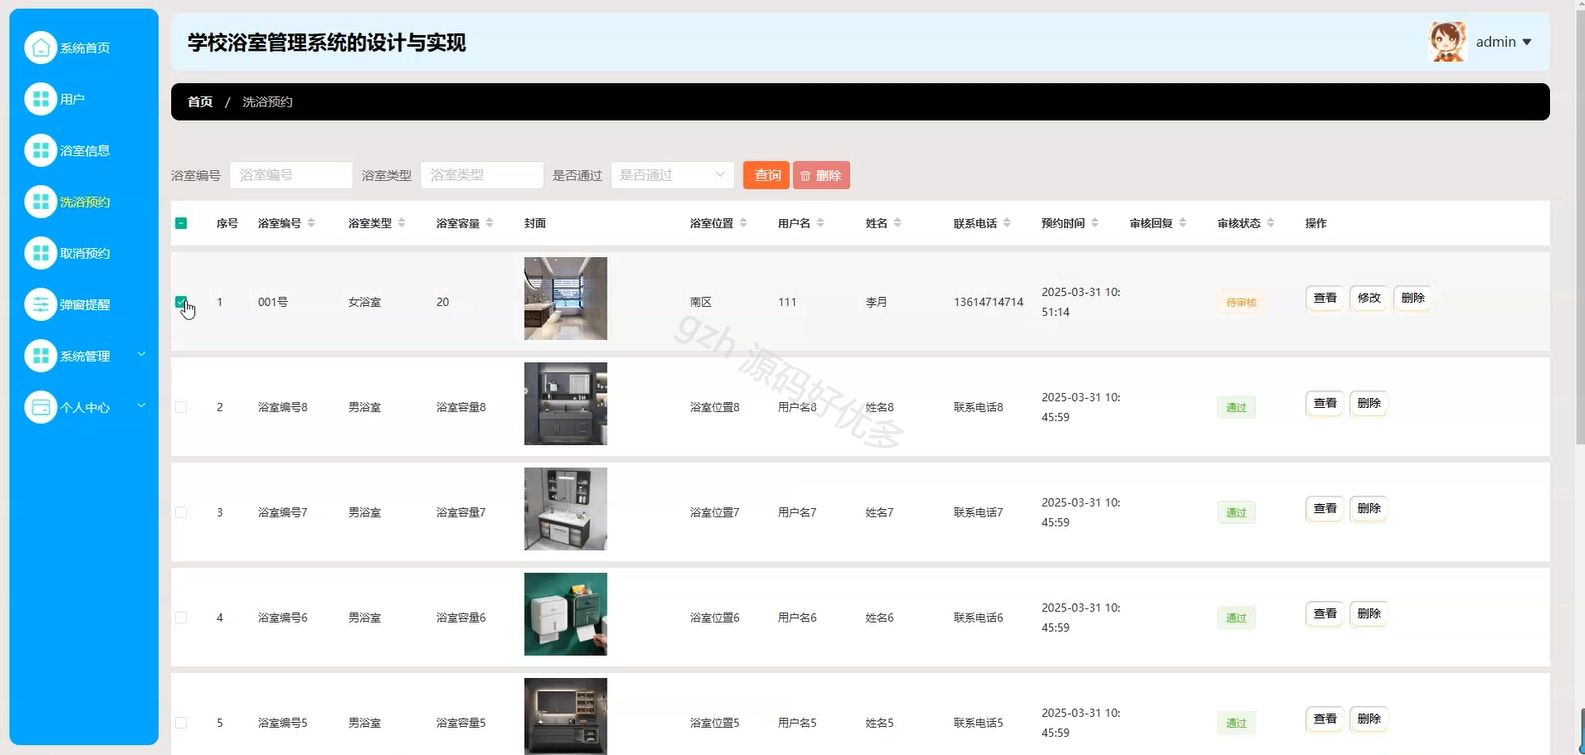 学校浴室管理系统的设计与实现
admin
系统首页
用户
浴室信息
洗浴预约
取消预约
弹窗提醒
系统管理
个人中心
首页 / 洗浴预约
浴室编号 浴室编号 浴室类型 浴室类型 是否通过 是否通过 查询 删除
序号 浴室编号 浴室类型 浴室容量 封面 浴室位置 用户名 姓名 联系电话 预约时间 审核回复 审核状态 操作
1 001号 女浴室 20 南区 111 李月 13614714714 2025-03-31 10: 待审核 查看 修改 删除
51:14
2 浴室编号8 男浴室 浴室容量8 浴室位置8 用户名8 姓名8 联系电话8 2025-03-31 10: 通过 查看 删除
45:59
3 浴室编号7 男浴室 浴室容量7 浴室位置7 用户名7 姓名7 联系电话7 2025-03-31 10: 通过 查看 删除
45:59
4 浴室编号6 男浴室 浴室容量6 浴室位置6 用户名6 姓名6 联系电话6 2025-03-31 10: 通过 查看 删除
45:59
5 浴室编号5 男浴室 浴室容量5 浴室位置5 用户名5 姓名5 联系电话5 2025-03-31 10: 通过 查看 删除
45:59
gzh 源码好优多